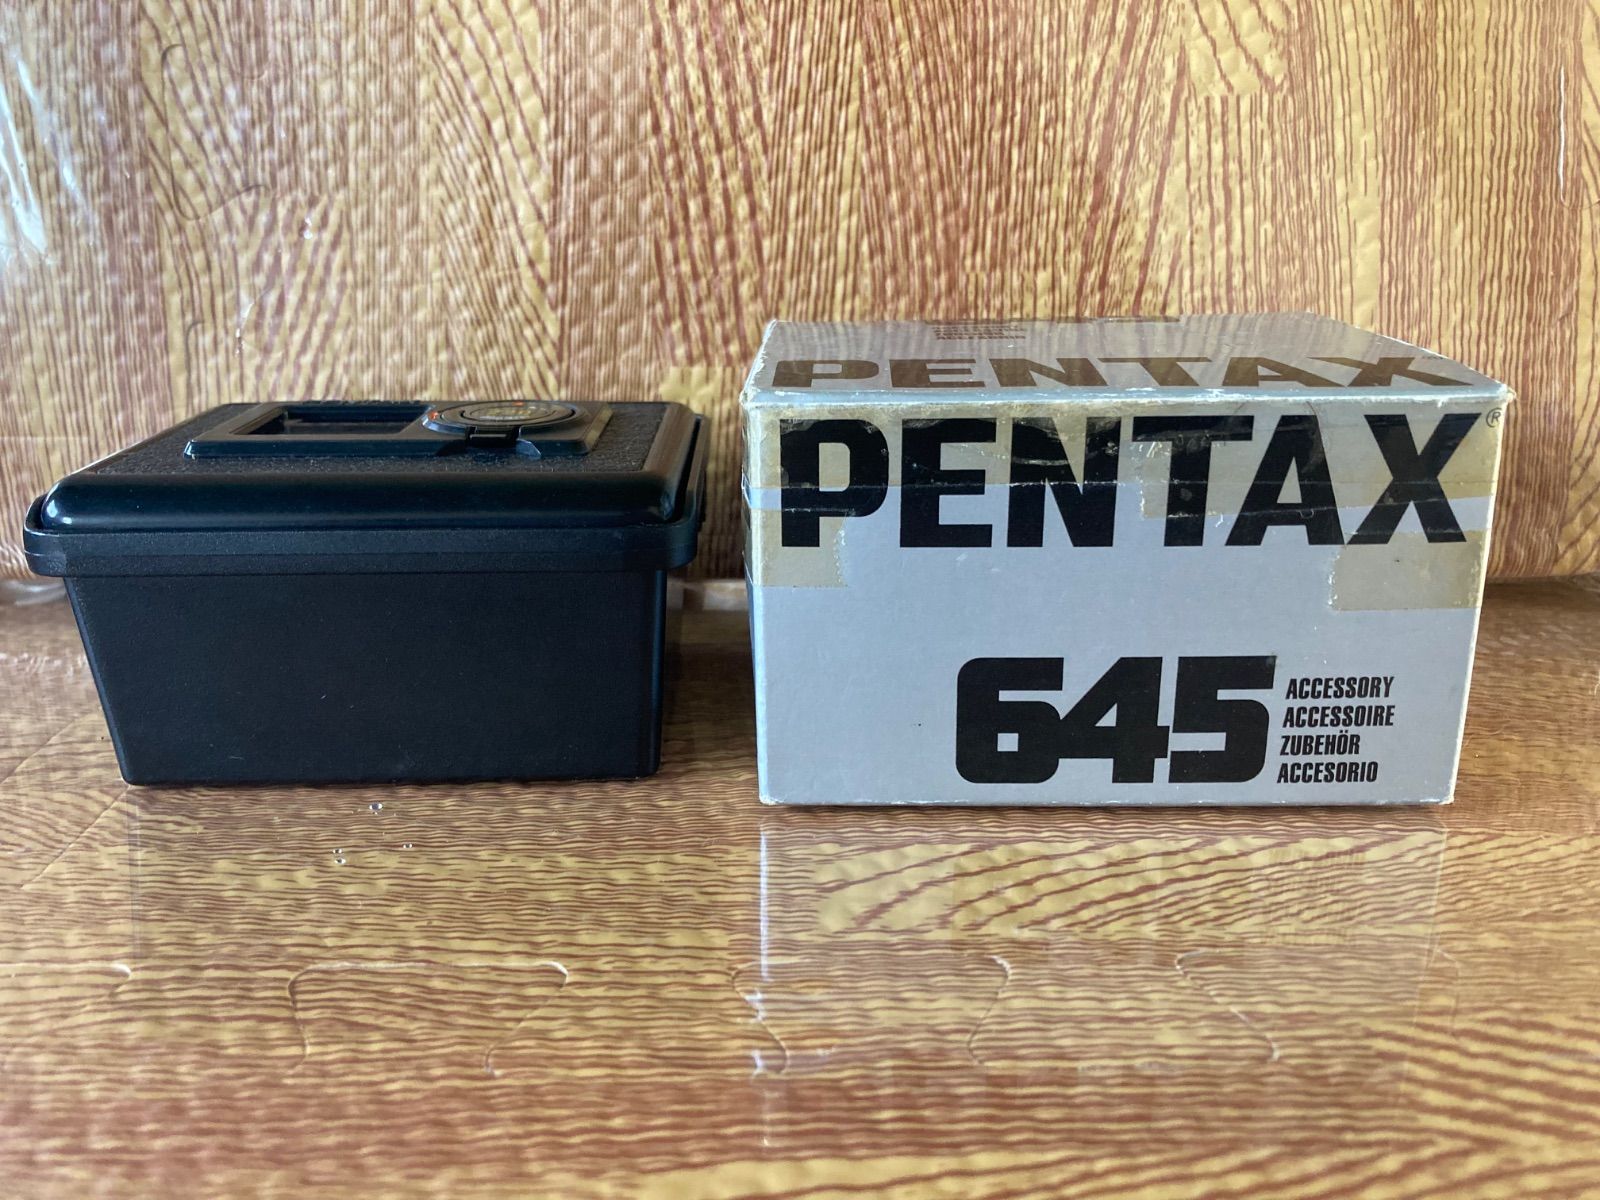 PENTAX
PENTAX®
645
ACCESSORY
ACCESSOIRE
ZUBEHÖR
ACCESORIO